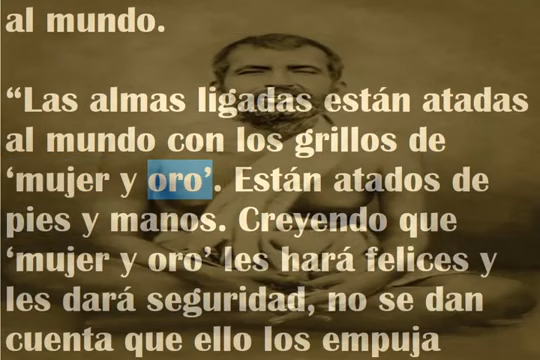 al mundo.
“Las almas ligadas están atadas
al mundo con los grillos de
‘mujer y oro’. Están atados de
pies y manos. Creyendo que
‘mujer y oro’ les hará felices y
les dará seguridad, no se dan
cuenta que ello los empuja